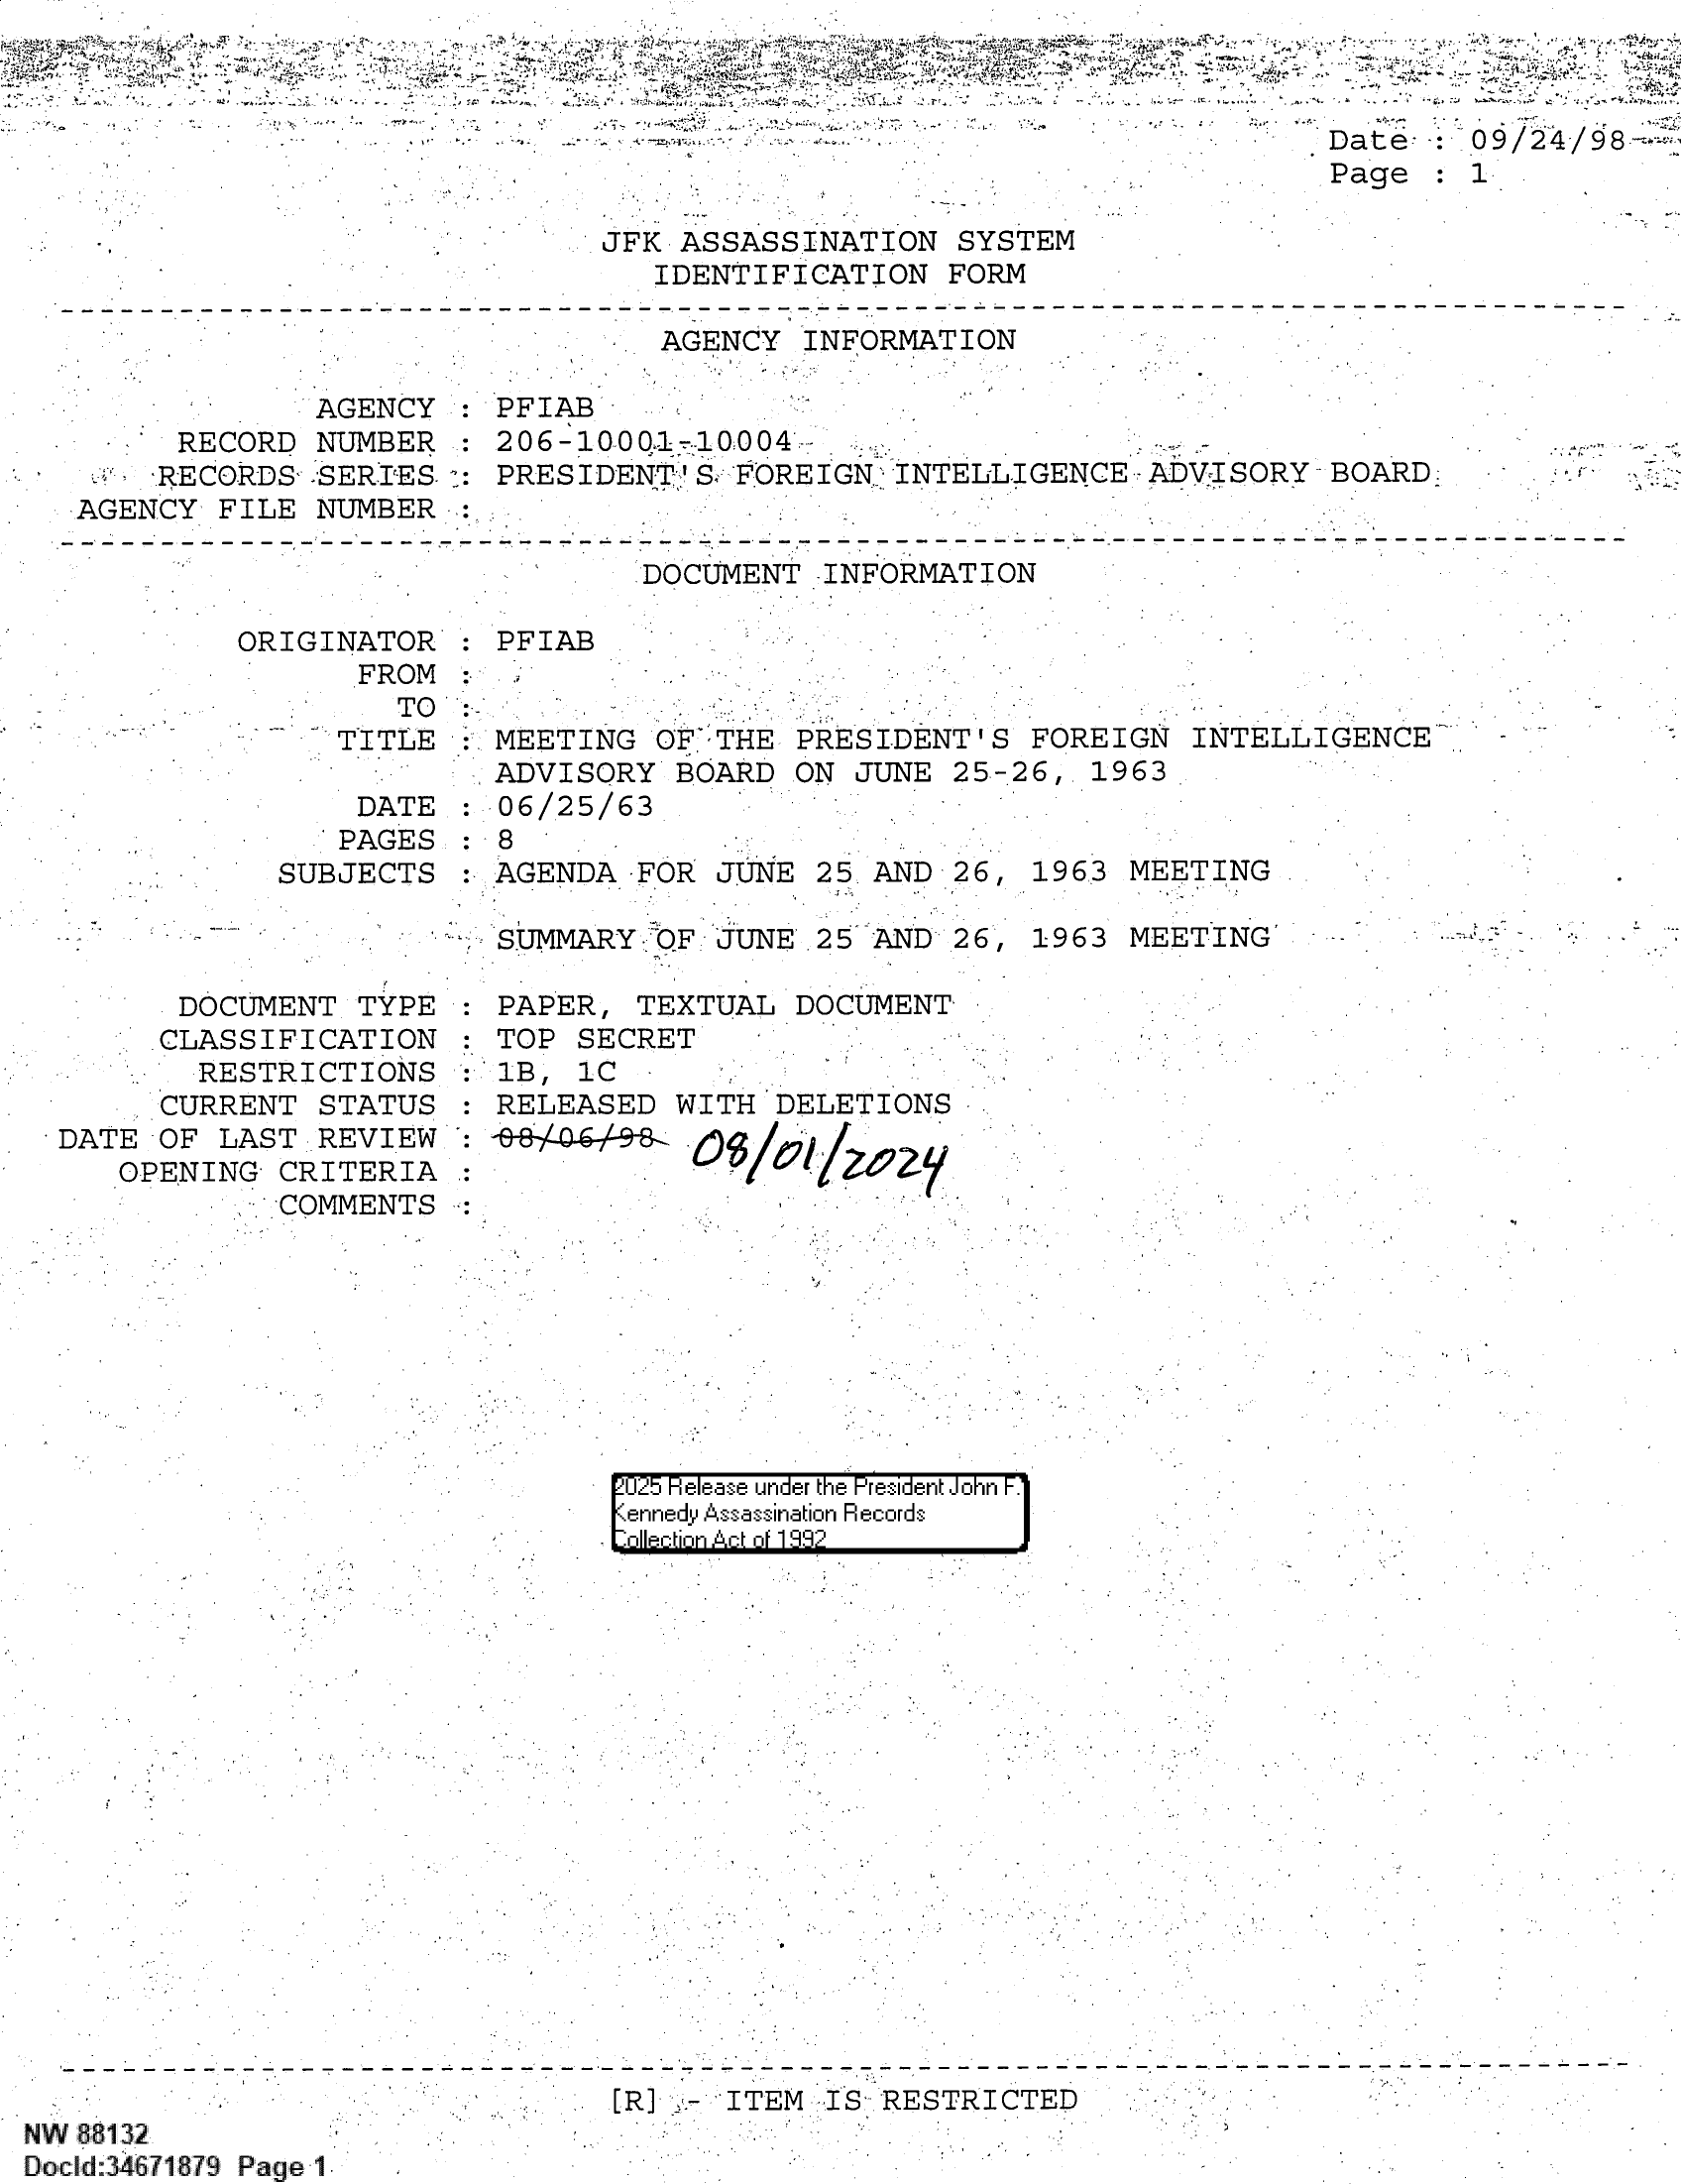 Date : 09/24/98
Page : 1
JFK ASSASSINATION SYSTEM
IDENTIFICATION FORM
AGENCY INFORMATION
AGENCY : PFIAB
RECORD NUMBER : 206-10001-10004
RECORDS SERIES : PRESIDENT'S FOREIGN INTELLIGENCE ADVISORY BOARD
AGENCY FILE NUMBER :
DOCUMENT INFORMATION
ORIGINATOR : PFIAB
FROM :
TO :
TITLE : MEETING OF THE PRESIDENT'S FOREIGN INTELLIGENCE
ADVISORY BOARD ON JUNE 25-26, 1963
DATE : 06/25/63
PAGES : 8
SUBJECTS : AGENDA FOR JUNE 25 AND 26, 1963 MEETING
SUMMARY OF JUNE 25 AND 26, 1963 MEETING
DOCUMENT TYPE : PAPER, TEXTUAL DOCUMENT
CLASSIFICATION : TOP SECRET
RESTRICTIONS : 1B, 1C
CURRENT STATUS : RELEASED WITH DELETIONS
DATE OF LAST REVIEW : 08/06/98 08/01/2024
OPENING CRITERIA :
COMMENTS :
2025 Release under the President John F.
Kennedy Assassination Records
Collection Act of 1992
[R] - ITEM IS RESTRICTED
NW 88132
DocId:34671879 Page 1